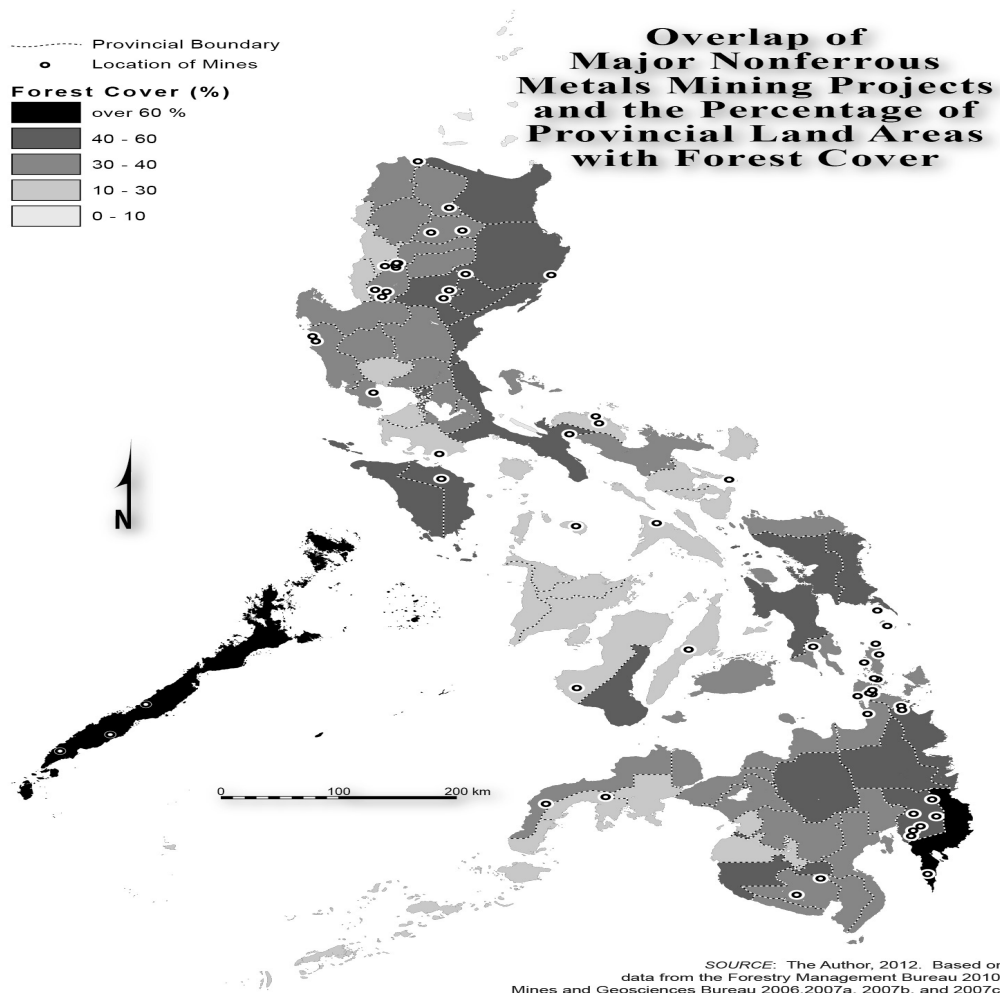 Overlap of
Major Nonferrous
Metals Mining Projects
and the Percentage of
Provincial Land Areas
with Forest Cover
Provincial Boundary
Location of Mines
Forest Cover (%)
over 60 %
40 - 60
30 - 40
10 - 30
0 - 10
N
0 100 200 km
SOURCE: The Author, 2012. Based on
data from the Forestry Management Bureau 2010
Mines and Geosciences Bureau 2006,2007a, 2007b, and 2007c